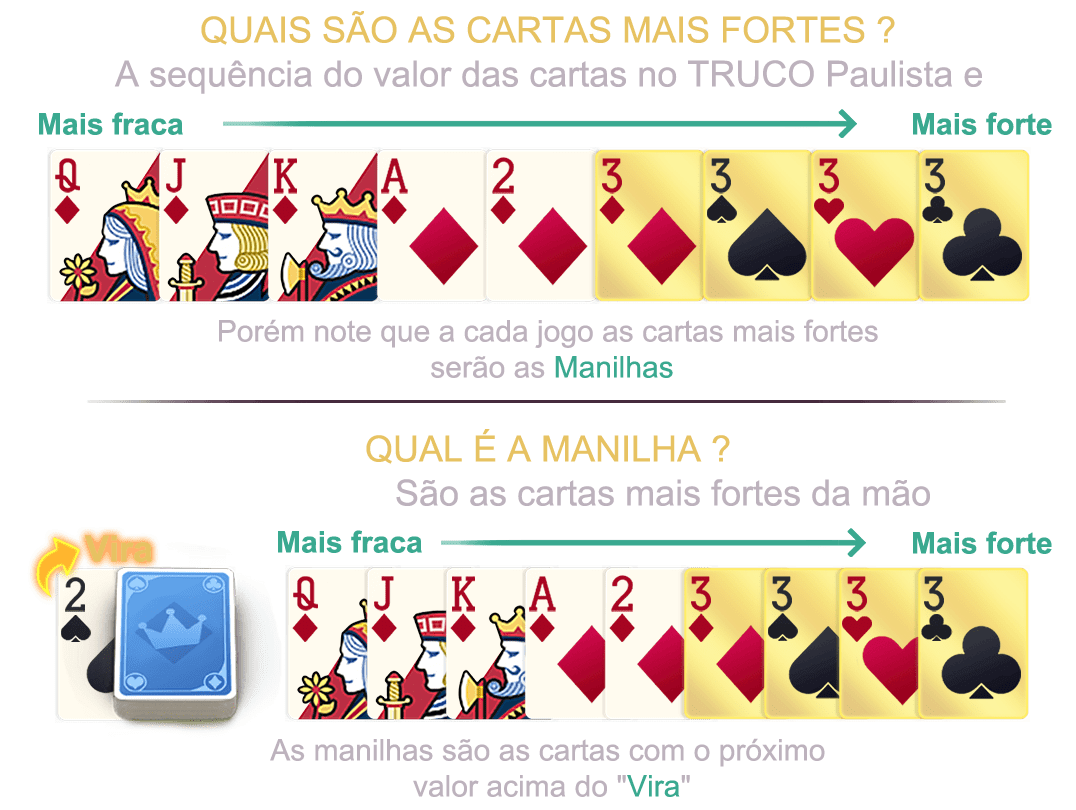 QUAIS SÃO AS CARTAS MAIS FORTES ?
A sequência do valor das cartas no TRUCO Paulista e
Mais fraca
Mais forte
Q J K A 2 3 3 3 3
Porém note que a cada jogo as cartas mais fortes
serão as Manilhas
QUAL É A MANILHA ?
São as cartas mais fortes da mão
Vira
Mais fraca
Mais forte
2
Q J K A 2 3 3 3 3
As manilhas são as cartas com o próximo
valor acima do "Vira"